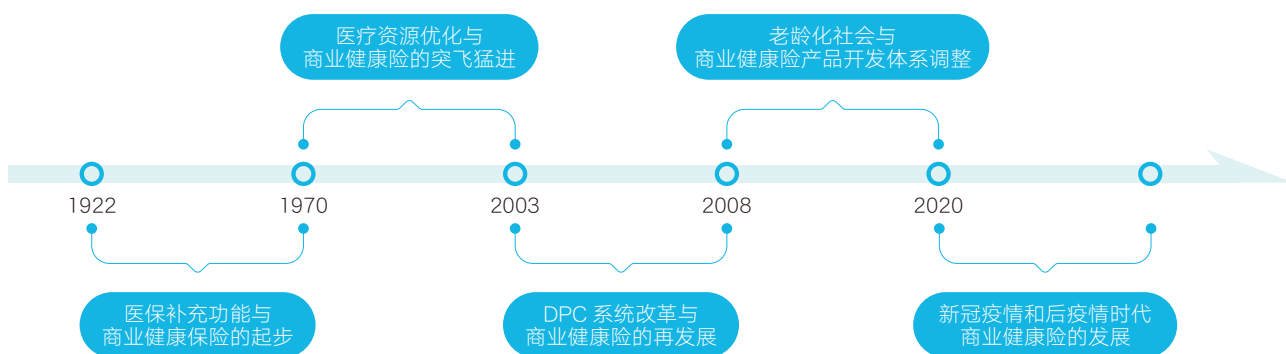 医疗资源优化与
商业健康险的突飞猛进
老龄化社会与
商业健康险产品开发体系调整
1922
1970
2003
2008
2020
医保补充功能与
商业健康保险的起步
DPC 系统改革与
商业健康险的再发展
新冠疫情和后疫情时代
商业健康险的发展